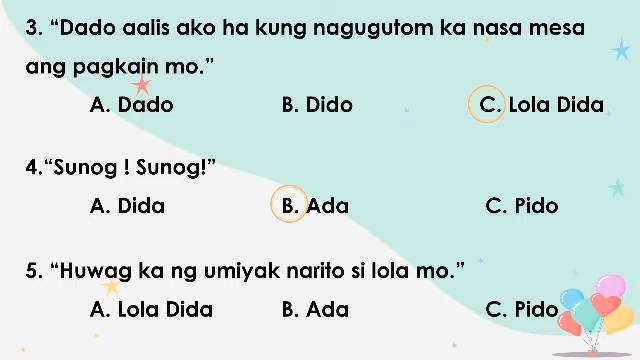 3. “Dado aalis ako ha kung nagugutom ka nasa mesa
ang pagkain mo.”
A. Dado B. Dido C. Lola Dida
4.“Sunog ! Sunog!”
A. Dida B. Ada C. Pido
5. “Huwag ka ng umiyak narito si lola mo.”
A. Lola Dida B. Ada C. Pido